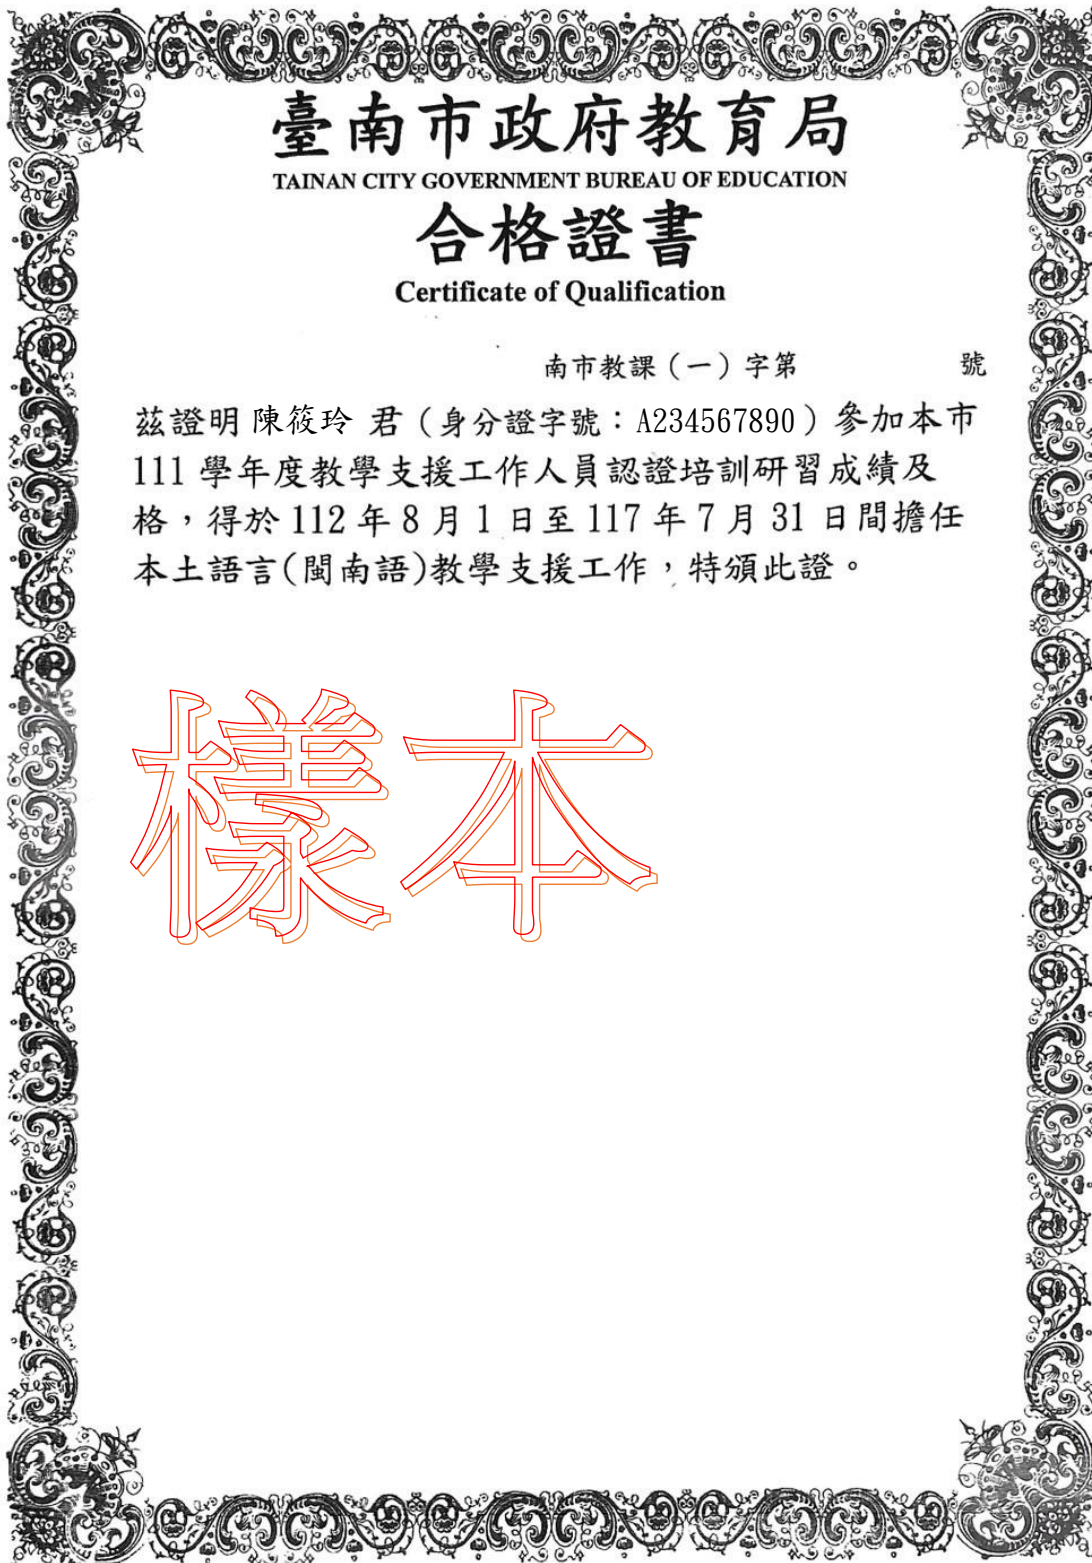 臺南市政府教育局
TAINAN CITY GOVERNMENT BUREAU OF EDUCATION
合格證書
Certificate of Qualification
南市教課（一）字第 號
茲證明 陳筱玲 君（身分證字號：A234567890）參加本市
111 學年度教學支援工作人員認證培訓研習成績及
格，得於 112 年 8 月 1 日至 117 年 7 月 31 日間擔任
本土語言(閩南語)教學支援工作，特頒此證。
樣本